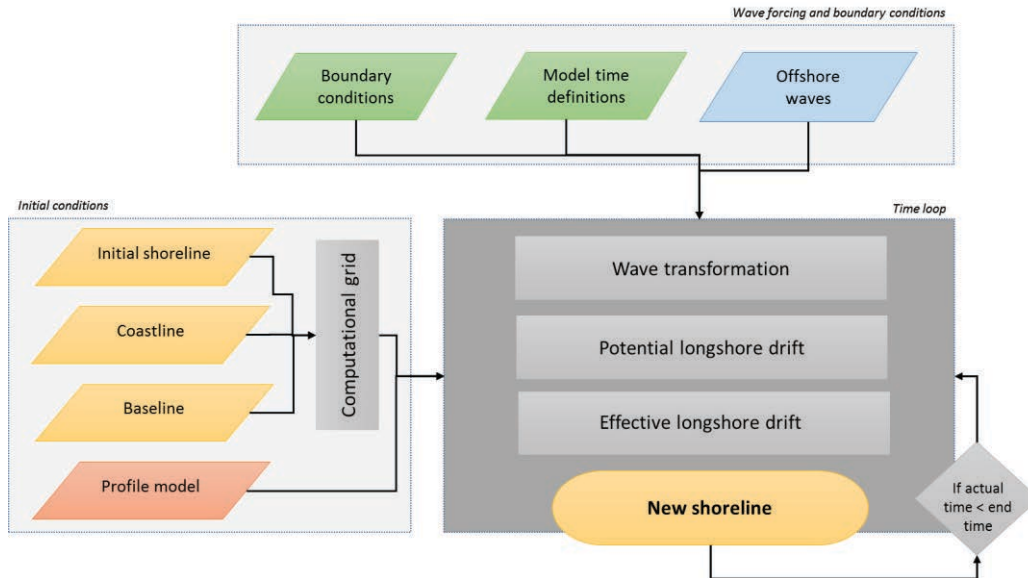 Wave forcing and boundary conditions
Boundary
conditions
Model time
definitions
Offshore
waves
Initial conditions
Initial shoreline
Coastline
Baseline
Profile model
Computational grid
Time loop
Wave transformation
Potential longshore drift
Effective longshore drift
New shoreline
If actual
time < end
time